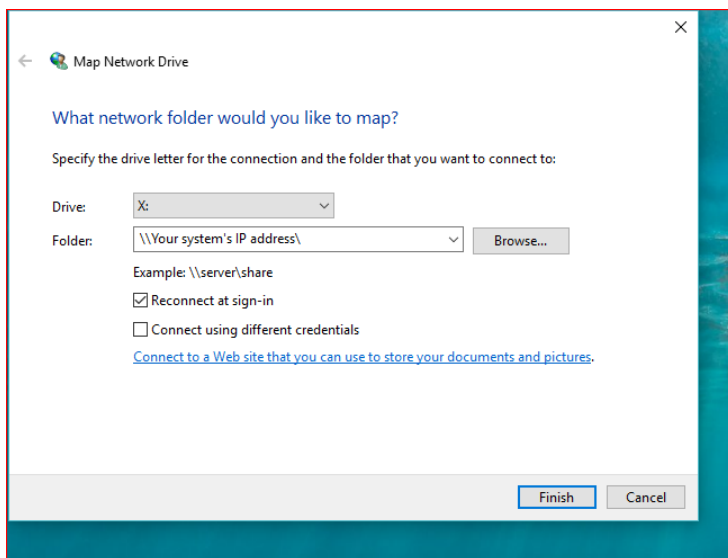 Map Network Drive
What network folder would you like to map?
Specify the drive letter for the connection and the folder that you want to connect to:
Drive: X:
Folder: \\Your system's IP address\ Browse...
Example: \\server\share
Reconnect at sign-in
Connect using different credentials
Connect to a Web site that you can use to store your documents and pictures.
Finish Cancel